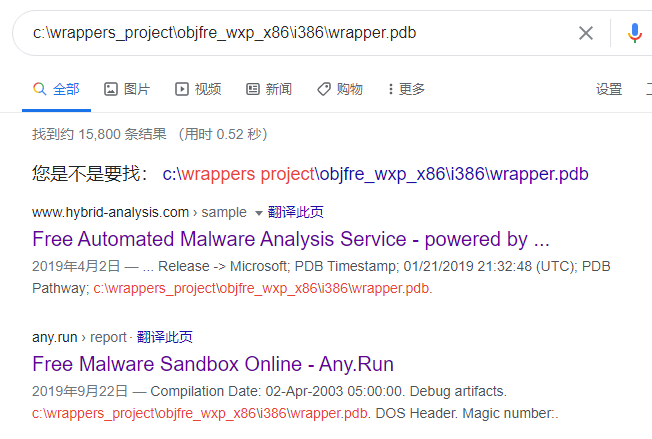 c:\wrappers_project\objfre_wxp_x86\i386\wrapper.pdb
全部 图片 视频 新闻 购物 更多 设置
找到约 15,800 条结果 （用时 0.52 秒）
您是不是要找： c:\wrappers project\objfre_wxp_x86\i386\wrapper.pdb
www.hybrid-analysis.com › sample 翻译此页
Free Automated Malware Analysis Service - powered by ...
2019年4月2日 — ... Release -> Microsoft; PDB Timestamp; 01/21/2019 21:32:48 (UTC); PDB
Pathway; c:\wrappers_project\objfre_wxp_x86\i386\wrapper.pdb.
any.run › report · 翻译此页
Free Malware Sandbox Online - Any.Run
2019年9月22日 — Compilation Date: 02-Apr-2003 05:00:00. Debug artifacts.
c:\wrappers_project\objfre_wxp_x86\i386\wrapper.pdb. DOS Header. Magic number:.